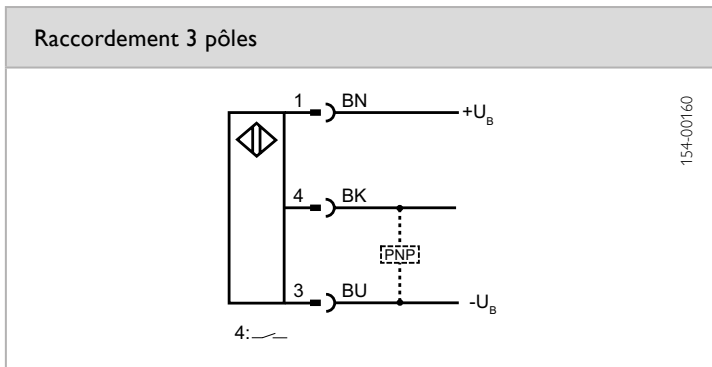 Raccordement 3 pôles
1 BN +U_B
4 BK
PNP
3 BU -U_B
4:
154-00160